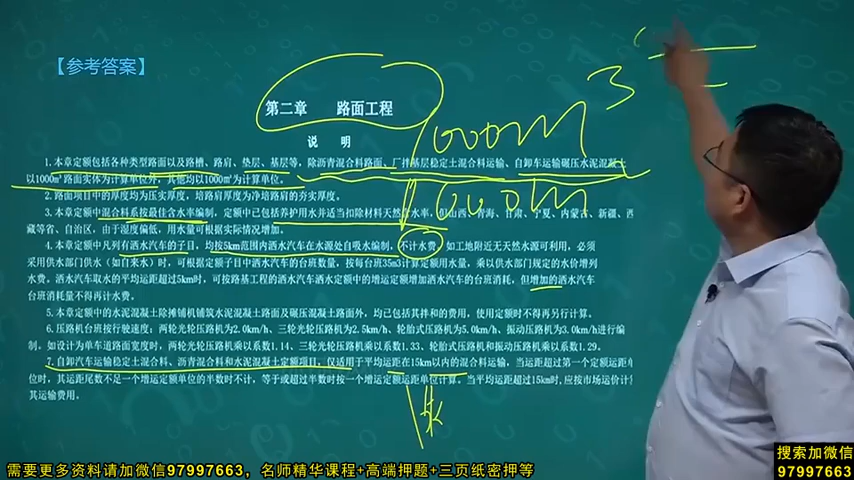 【参考答案】
第二章 路面工程
说 明
1.本章定额包括各种类型路面以及路槽、路肩、垫层、基层等，除沥青混合料路面、厂拌基层稳定土混合料运输、自卸车运输碾压水泥混凝土
以1000m³路面实体为计算单位外，其他均以1000m²为计算单位。
2.路面项目中的厚度均为压实厚度，培路肩厚度为净培路肩的夯实厚度。
3.本章定额中混合料系按最佳含水率编制，定额中已包括养护用水并适当扣除材料天然含水率，但山西、青海、甘肃、宁夏、内蒙古、新疆、西
藏等省、自治区，由于湿度偏低，用水量可根据实际情况增加。
4.本章定额中凡列有洒水汽车的子目，均按5km范围内洒水汽车在水源处自吸水编制，不计水费。如工地附近无天然水源可利用，必须
采用供水部门供水（如自来水）时，可根据定额子目中洒水汽车的台班数量，按每台班35m3计算定额用水量，乘以供水部门规定的水价增列
水费。洒水汽车取水的平均运距超过5km时，可按路基工程的洒水汽车洒水定额中的增运定额增加洒水汽车的台班消耗，但增加的洒水汽车
台班消耗量不得再计水费。
5.本章定额中的水泥混凝土除摊铺机铺筑水泥混凝土路面及碾压混凝土路面外，均已包括其拌和的费用，使用定额时不得再另行计算。
6.压路机台班按行驶速度：两轮光轮压路机为2.0km/h、三轮光轮压路机为2.5km/h、轮胎式压路机为5.0km/h、振动压路机为3.0km/h进行编
制。如设计为单车道路面宽度时，两轮光轮压路机乘以系数1.14、三轮光轮压路机乘以系数1.33、轮胎式压路机和振动压路机乘以系数1.29。
7.自卸汽车运输稳定土混合料、沥青混合料和水泥混凝土定额项目，仅适用于平均运距在15km以内的混合料运输，当运距超过第一个定额运距单
位时，其运距尾数不足一个增运定额单位的半数时不计，等于或超过半数时按一个增运定额运距单位计算。当平均运距超过15km时，应按市场运价计算
其运输费用。
1000m³
1000m
需要更多资料请加微信97997663，名师精华课程+高端押题+三页纸密押等
搜索加微信
97997663